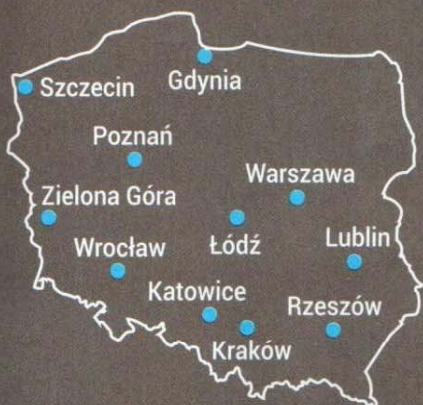 Szczecin
Gdynia
Poznań
Warszawa
Zielona Góra
Wrocław
Łódź
Lublin
Katowice
Rzeszów
Kraków